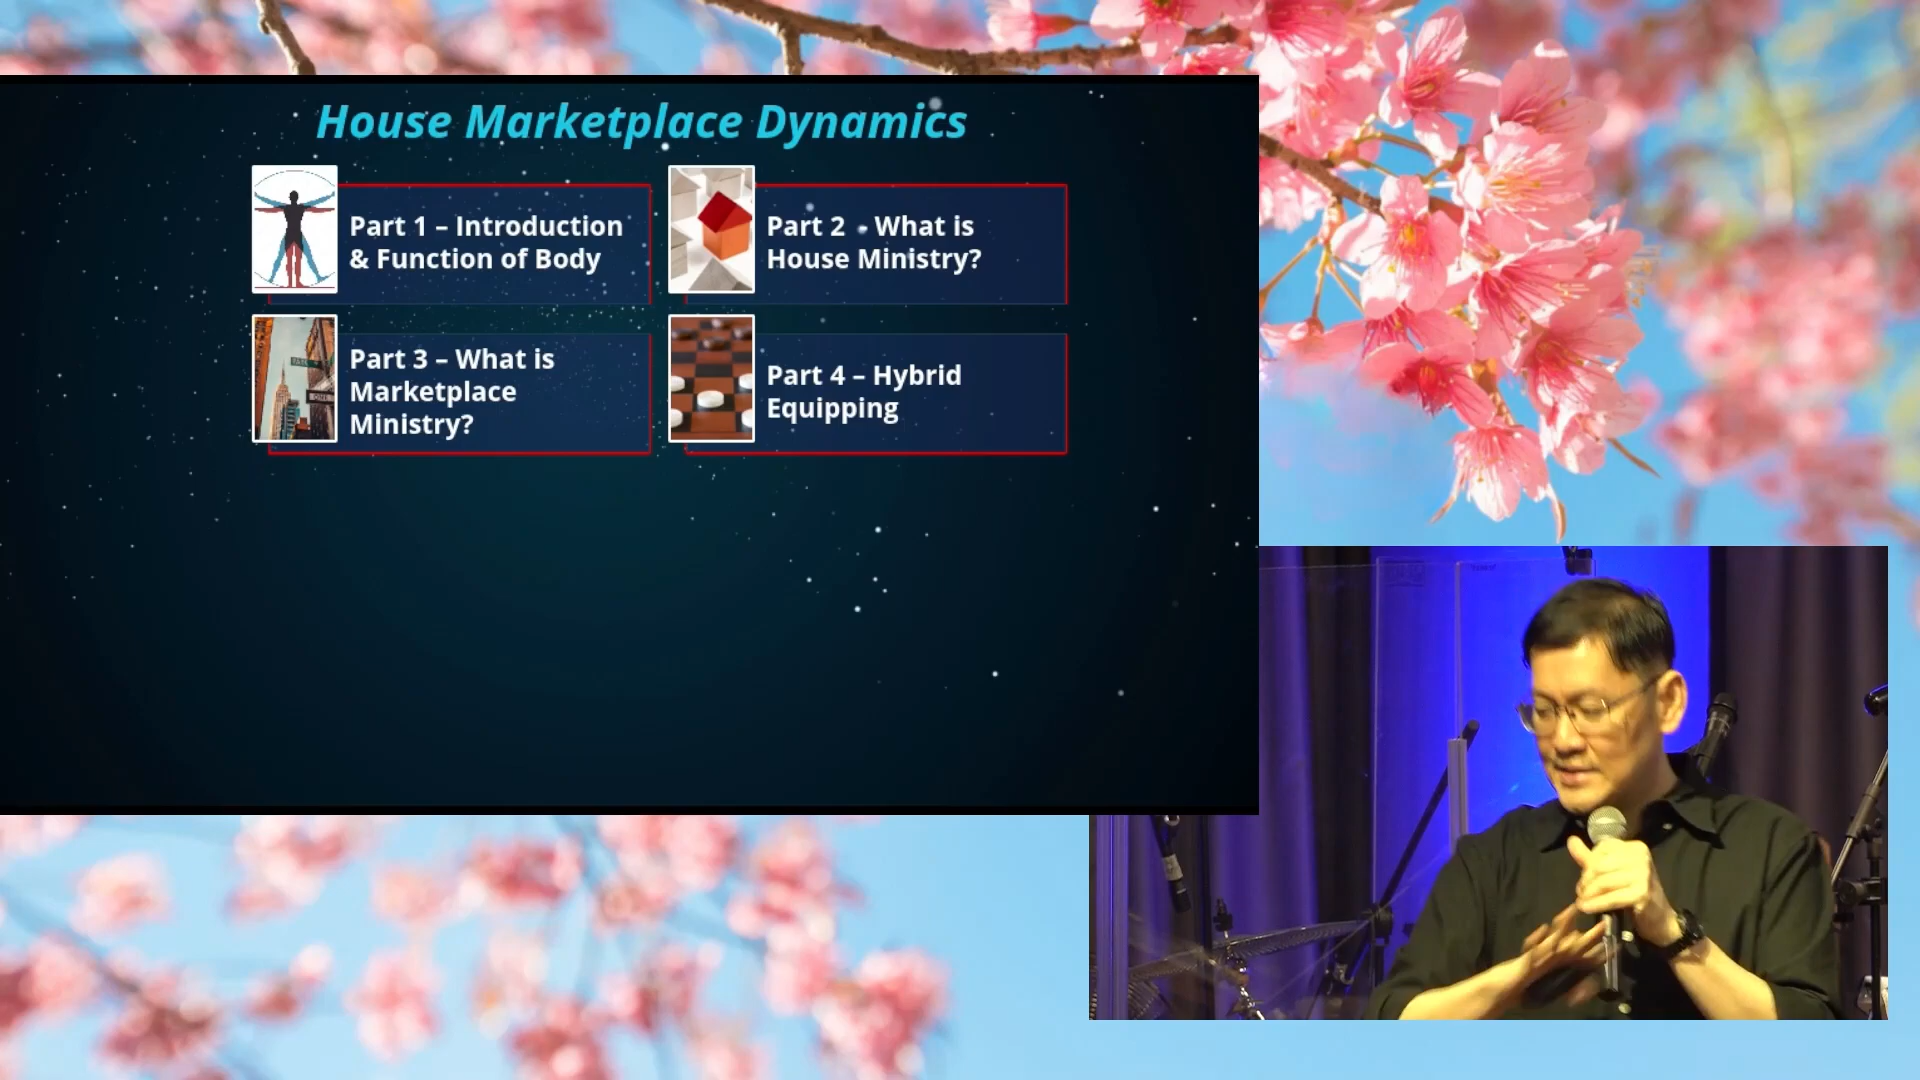 House Marketplace Dynamics
Part 1 – Introduction
& Function of Body
Part 2 - What is
House Ministry?
Part 3 – What is
Marketplace
Ministry?
Part 4 – Hybrid
Equipping